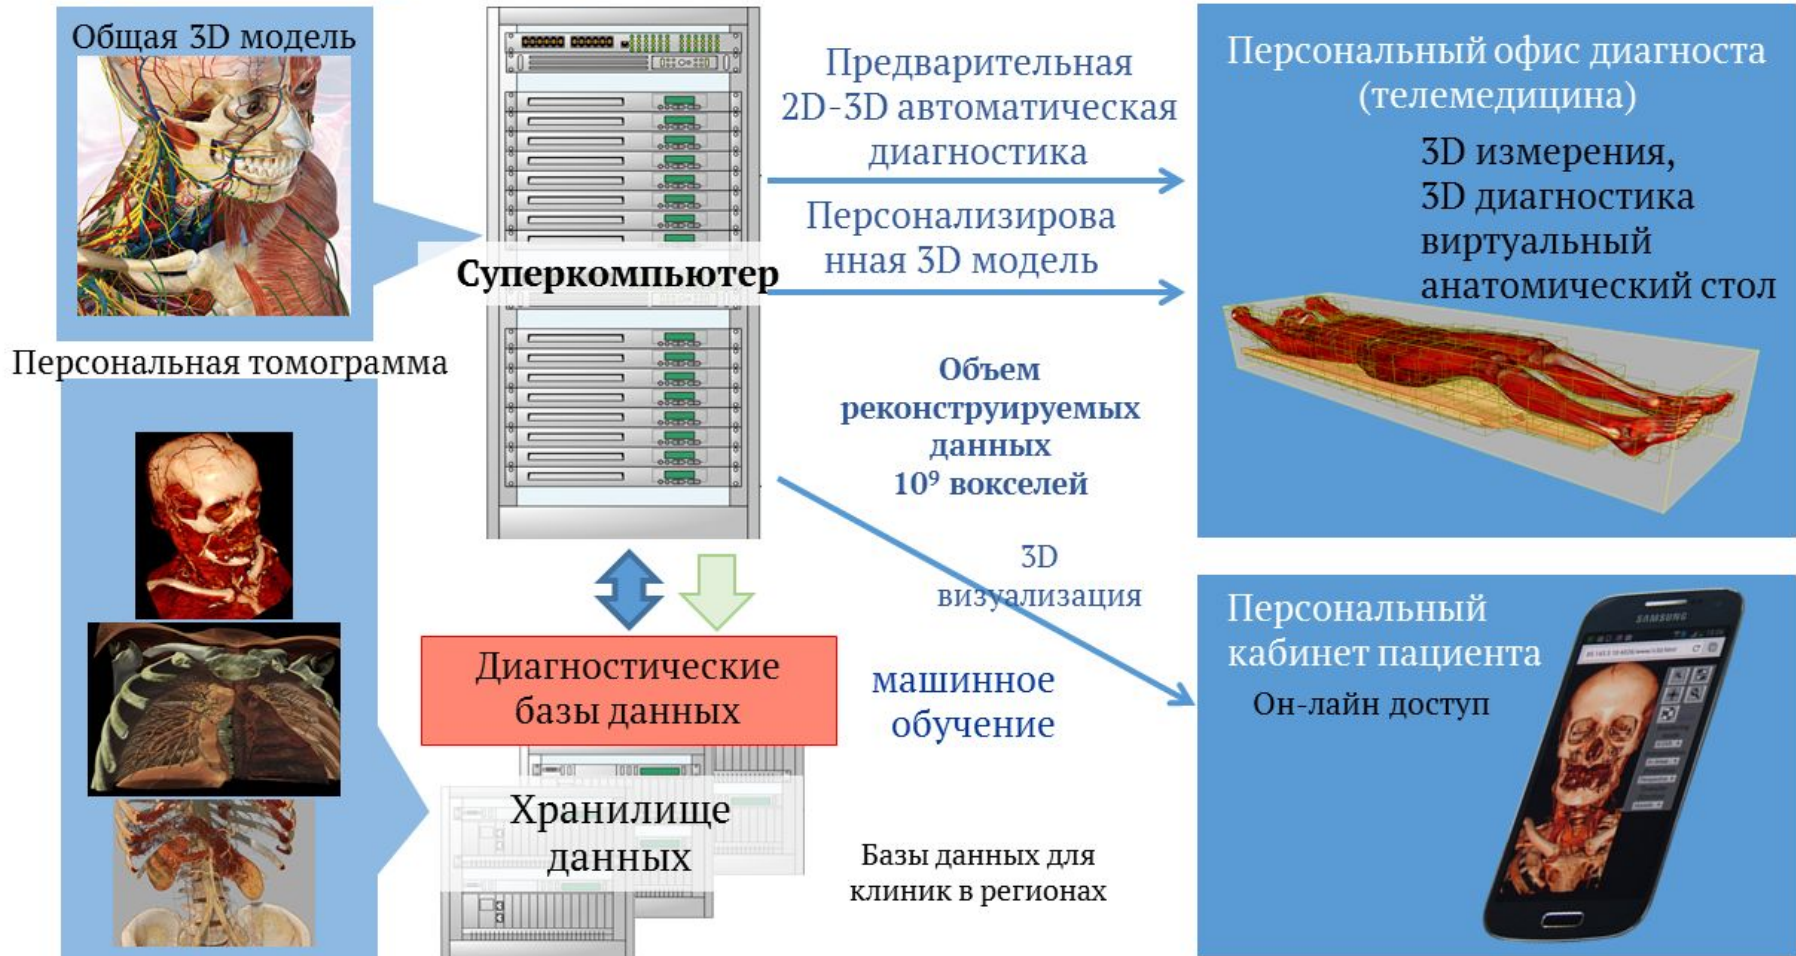 Общая 3D модель
Персональная томограмма
Суперкомпьютер
Предварительная
2D-3D автоматическая
диагностика
Персонализирова
нная 3D модель
Объем
реконструируемых
данных
10⁹ вокселей
3D
визуализация
Диагностические
базы данных
машинное
обучение
Хранилище
данных
Базы данных для
клиник в регионах
Персональный офис диагноста
(телемедицина)
3D измерения,
3D диагностика
виртуальный
анатомический стол
Персональный
кабинет пациента
Он-лайн доступ
SAMSUNG